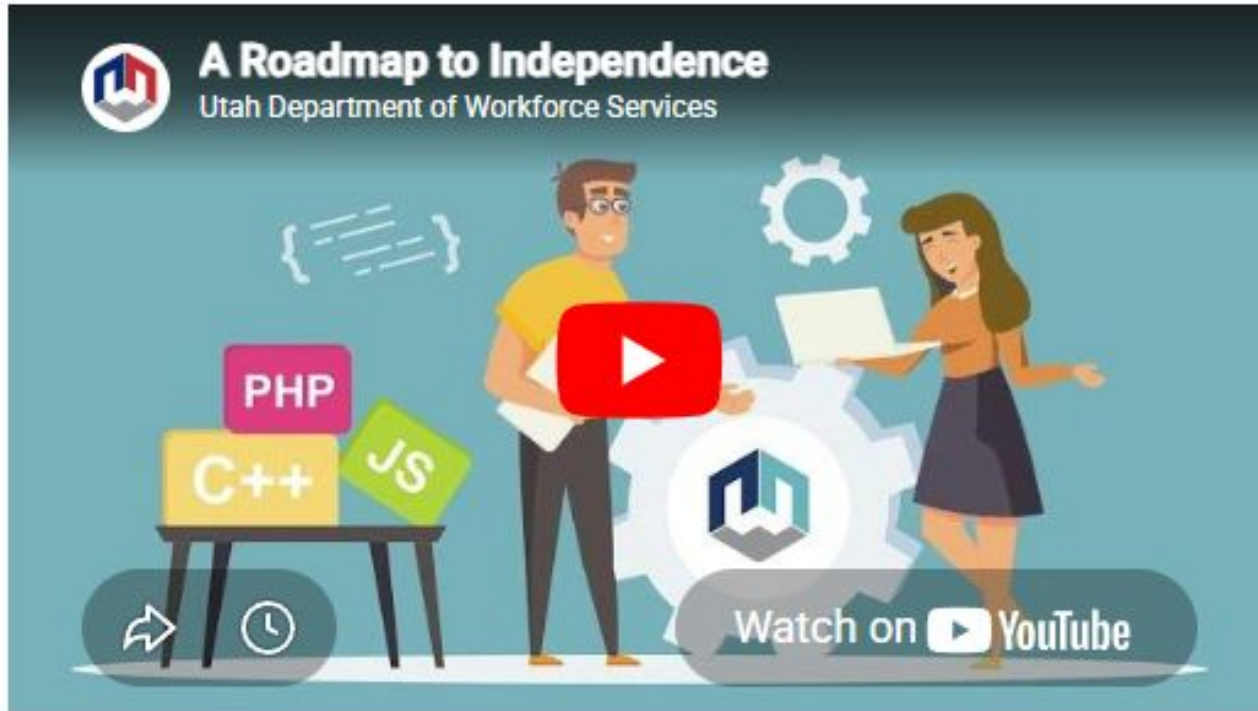 A Roadmap to Independence
Utah Department of Workforce Services
PHP
C++
JS
Watch on YouTube